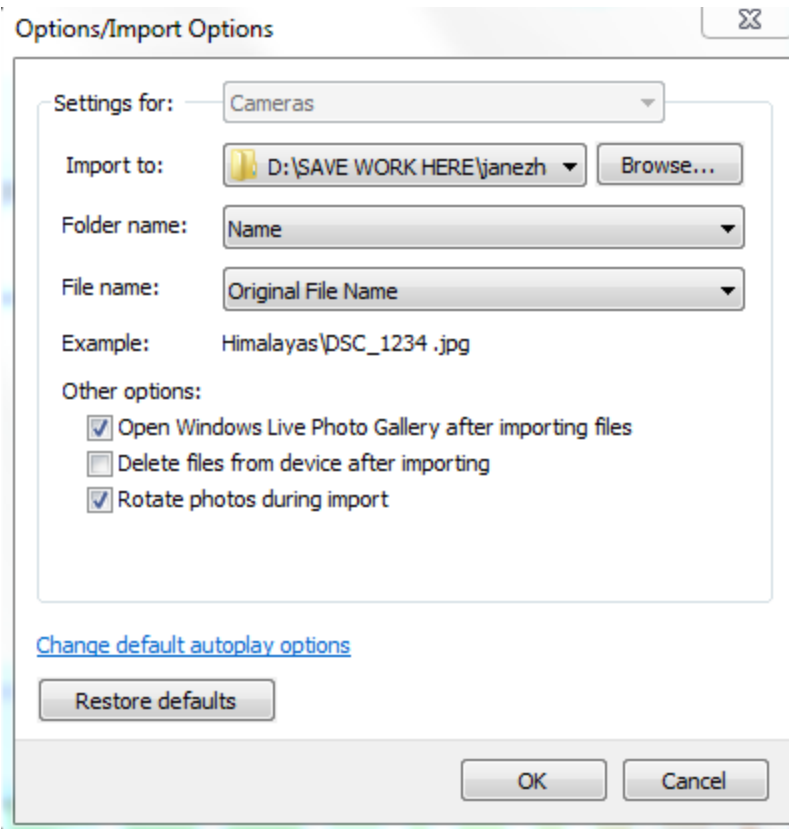 Options/Import Options
Settings for: Cameras
Import to: D:\SAVE WORK HERE\janezh Browse...
Folder name: Name
File name: Original File Name
Example: Himalayas\DSC_1234 .jpg
Other options:
Open Windows Live Photo Gallery after importing files
Delete files from device after importing
Rotate photos during import
Change default autoplay options
Restore defaults
OK Cancel